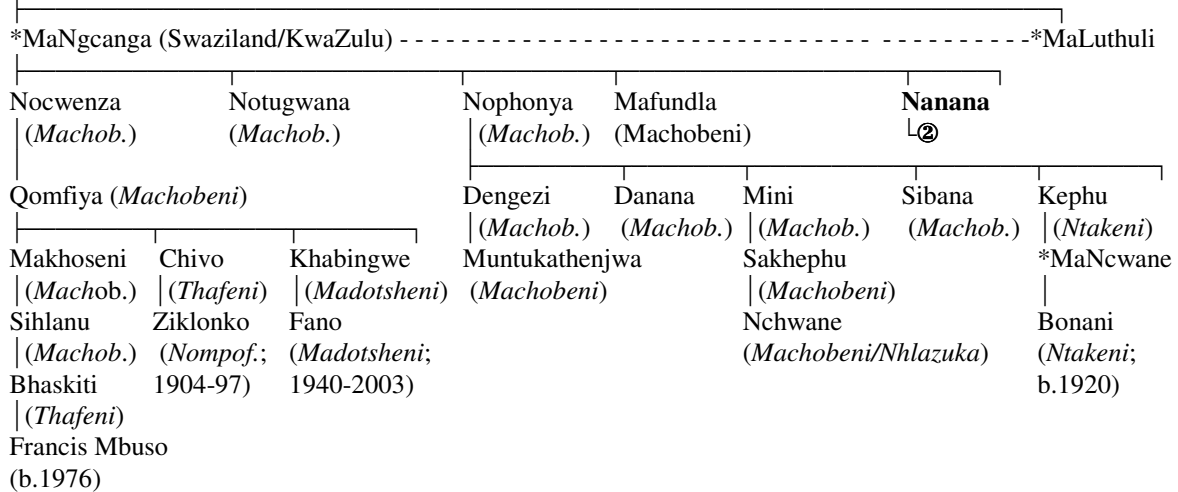 *MaNgcanga (Swaziland/KwaZulu) - - - - - - - - - - - - - - - - - - - - - - - - - - - - - - - - - - - - - - - - - -*MaLuthuli
Nocwenza Notugwana Nophonya Mafundla Nanana
(Machob.) (Machob.) (Machob.) (Machobeni) ②
Qomfiya (Machobeni) Dengezi Danana Mini Sibana Kephu
(Machob.) (Machob.) (Machob.) (Machob.) (Ntakeni)
Makhoseni Chivo Khabingwe Muntukathenjwa Sakhephu *MaNcwane
(Machob.) (Thafeni) (Madotsheni) (Machobeni) (Machobeni)
Sihlanu Ziklonko Fano Nchwane Bonani
(Machob.) (Nompof.; (Madotsheni; (Machobeni/Nhlazuka) (Ntakeni;
Bhaskiti 1904-97) 1940-2003) b.1920)
(Thafeni)
Francis Mbuso
(b.1976)